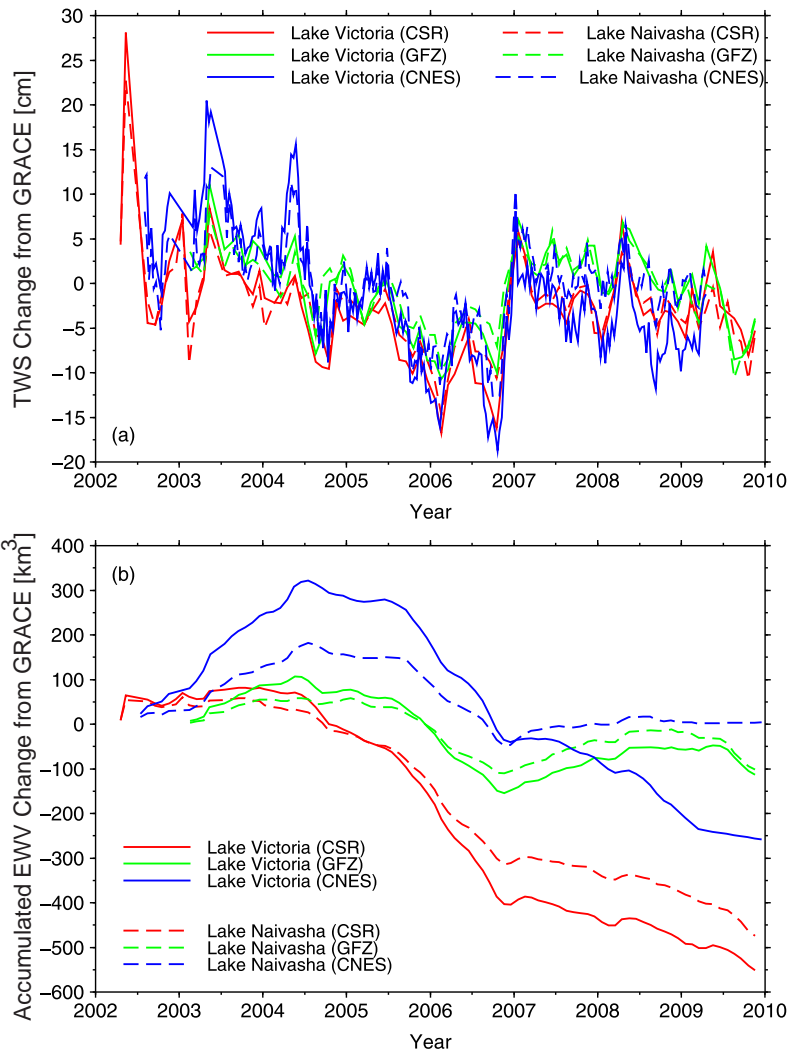 TWS Change from GRACE [cm]
30
25
20
15
10
5
0
−5
−10
−15
−20
Lake Victoria (CSR)
Lake Victoria (GFZ)
Lake Victoria (CNES)
Lake Naivasha (CSR)
Lake Naivasha (GFZ)
Lake Naivasha (CNES)
(a)
2002 2003 2004 2005 2006 2007 2008 2009 2010
Year
Accumulated EWV Change from GRACE [km³]
400
300
200
100
0
−100
−200
−300
−400
−500
−600
(b)
Lake Victoria (CSR)
Lake Victoria (GFZ)
Lake Victoria (CNES)
Lake Naivasha (CSR)
Lake Naivasha (GFZ)
Lake Naivasha (CNES)
2002 2003 2004 2005 2006 2007 2008 2009 2010
Year